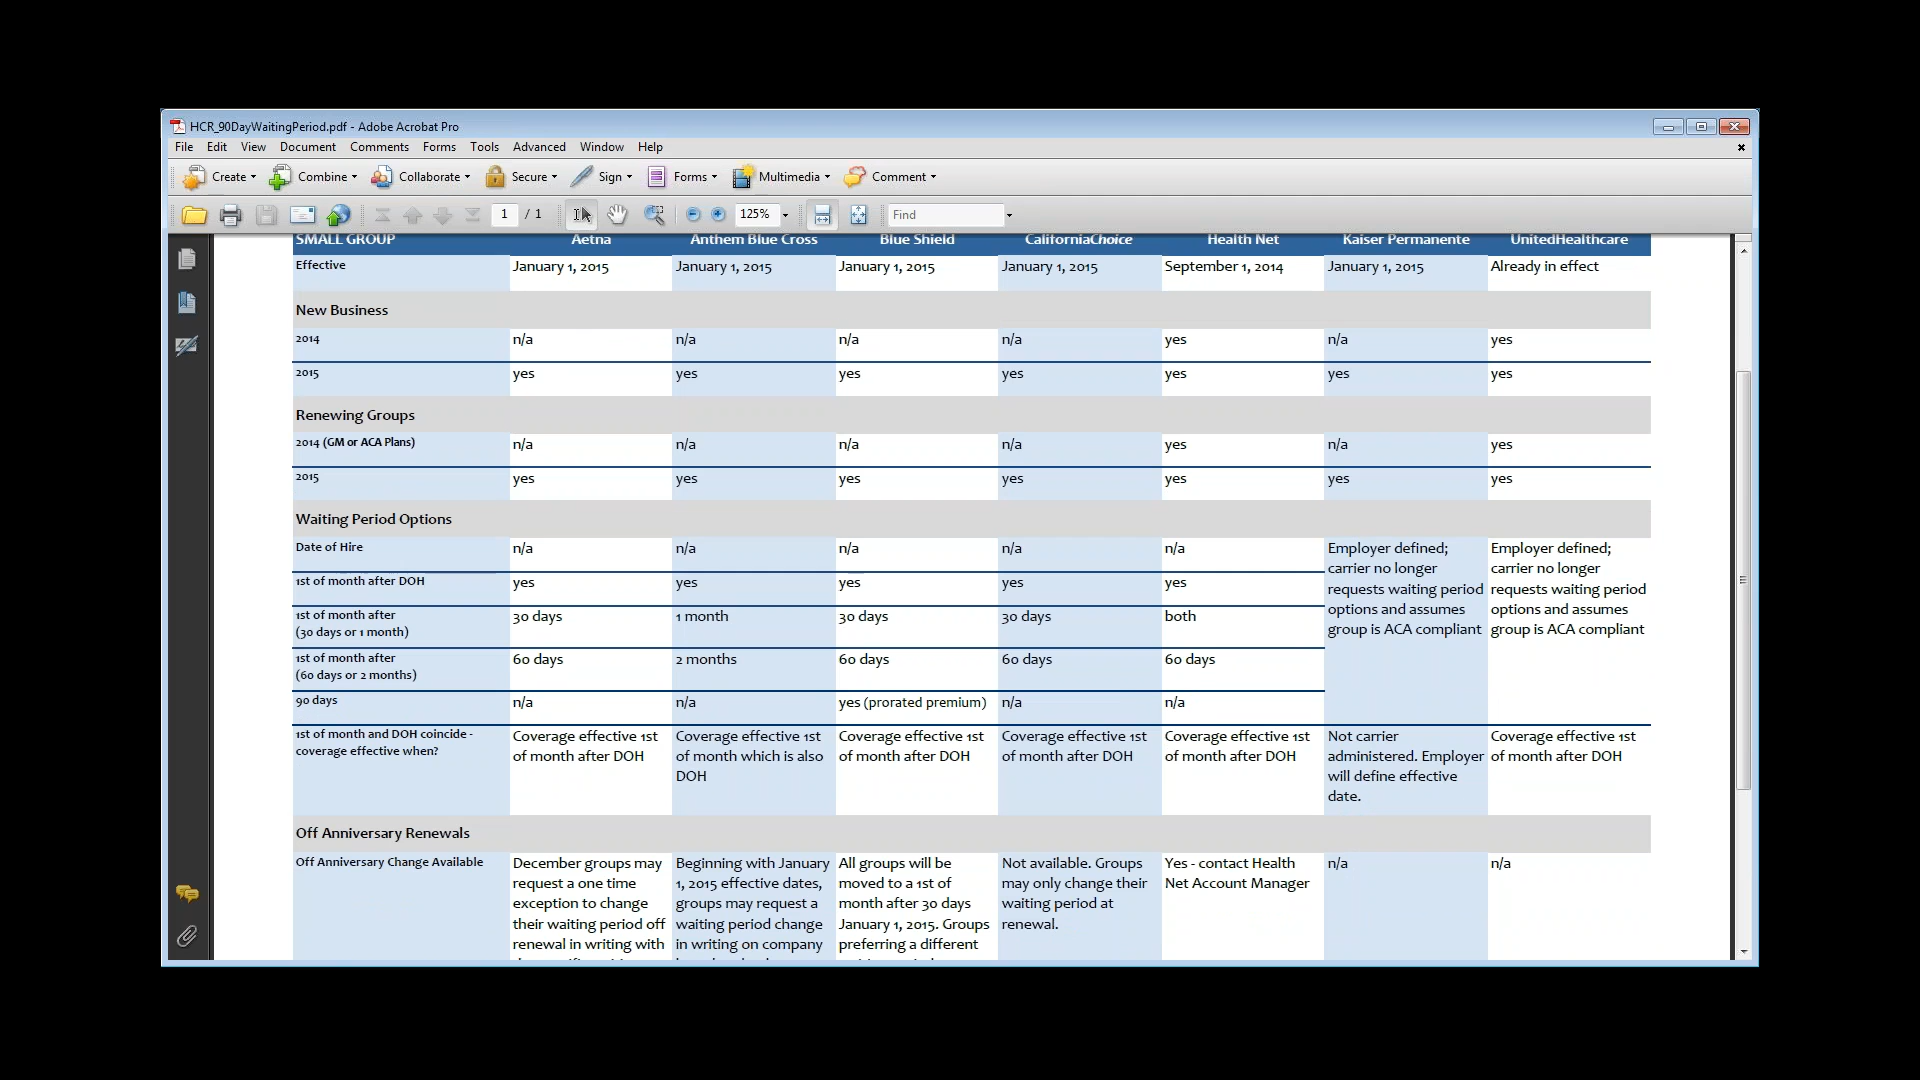 HCR_90DayWaitingPeriod.pdf - Adobe Acrobat Pro
File Edit View Document Comments Forms Tools Advanced Window Help
Create Combine Collaborate Secure Sign Forms Multimedia Comment
1 / 1 125% Find
SMALL GROUP Aetna Anthem Blue Cross Blue Shield CaliforniaChoice Health Net Kaiser Permanente UnitedHealthcare
Effective January 1, 2015 January 1, 2015 January 1, 2015 January 1, 2015 September 1, 2014 January 1, 2015 Already in effect
New Business
2014 n/a n/a n/a n/a yes n/a yes
2015 yes yes yes yes yes yes yes
Renewing Groups
2014 (GM or ACA Plans) n/a n/a n/a n/a yes n/a yes
2015 yes yes yes yes yes yes yes
Waiting Period Options
Date of Hire n/a n/a n/a n/a n/a
1st of month after DOH yes yes yes yes yes
1st of month after
(30 days or 1 month)
30 days 1 month 30 days 30 days both
1st of month after
(60 days or 2 months)
60 days 2 months 60 days 60 days 60 days
90 days n/a n/a yes (prorated premium) n/a n/a
Employer defined;
carrier no longer
requests waiting period
options and assumes
group is ACA compliant
Employer defined;
carrier no longer
requests waiting period
options and assumes
group is ACA compliant
1st of month and DOH coincide -
coverage effective when?
Coverage effective 1st
of month after DOH
Coverage effective 1st
of month which is also
DOH
Coverage effective 1st
of month after DOH
Coverage effective 1st
of month after DOH
Coverage effective 1st
of month after DOH
Not carrier
administered. Employer
will define effective
date.
Coverage effective 1st
of month after DOH
Off Anniversary Renewals
Off Anniversary Change Available
December groups may
request a one time
exception to change
their waiting period off
renewal in writing with
Beginning with January
1, 2015 effective dates,
groups may request a
waiting period change
in writing on company
All groups will be
moved to a 1st of
month after 30 days
January 1, 2015. Groups
preferring a different
Not available. Groups
may only change their
waiting period at
renewal.
Yes - contact Health
Net Account Manager
n/a
n/a